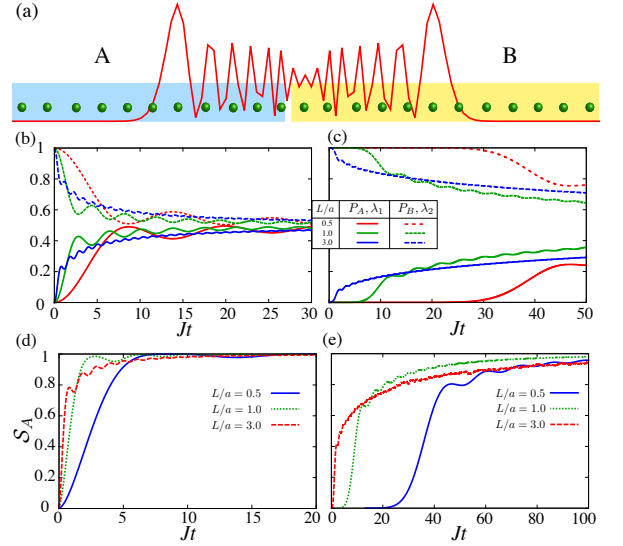 (a)
A
B
(b)
(c)
1
0.8
0.6
0.4
0.2
0
0
5
10
15
20
25
30
Jt
0
10
20
30
40
50
Jt
L/a
P_A, λ_1
P_B, λ_2
0.5
1.0
3.0
(d)
(e)
S_A
1
0.8
0.6
0.4
0.2
0
L/a = 0.5
L/a = 1.0
L/a = 3.0
0
5
10
15
20
Jt
L/a = 0.5
L/a = 1.0
L/a = 3.0
0
20
40
60
80
100
Jt